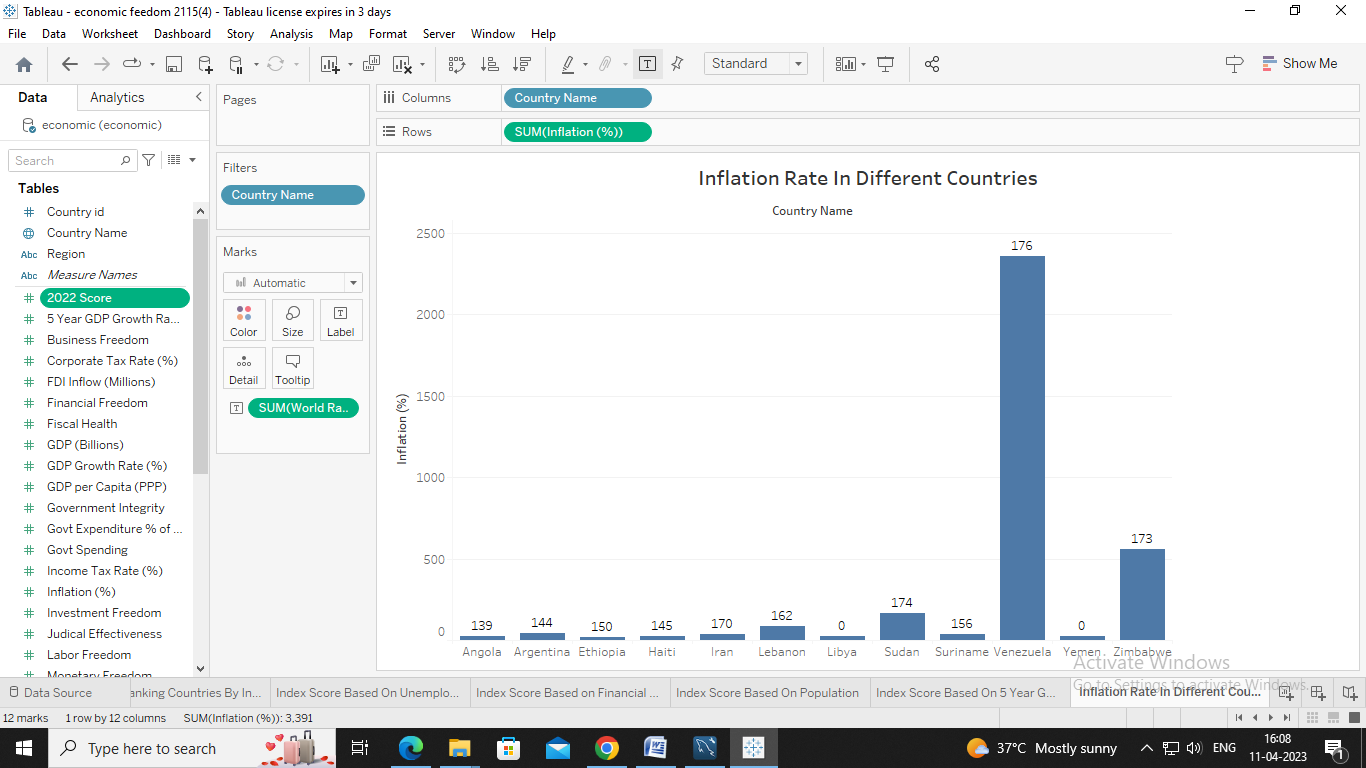 Tableau - economic feedom 2115(4) - Tableau license expires in 3 days
File Data Worksheet Dashboard Story Analysis Map Format Server Window Help
Standard
Show Me
Data Analytics
economic (economic)
Search
Tables
Country id
Country Name
Abc Region
Abc Measure Names
2022 Score
5 Year GDP Growth Ra...
Business Freedom
Corporate Tax Rate (%)
FDI Inflow (Millions)
Financial Freedom
Fiscal Health
GDP (Billions)
GDP Growth Rate (%)
GDP per Capita (PPP)
Government Integrity
Govt Expenditure % of ...
Govt Spending
Income Tax Rate (%)
Inflation (%)
Investment Freedom
Judical Effectiveness
Labor Freedom
Monetary Freedom
Pages
Filters
Country Name
Marks
Automatic
Color Size Label
Detail Tooltip
SUM(World Ra..
Columns Country Name
Rows SUM(Inflation (%))
Inflation Rate In Different Countries
Country Name
Inflation (%)
2500
2000
1500
1000
500
0
139 144 150 145 170 162 0 174 156 176 0 173
Angola Argentina Ethiopia Haiti Iran Lebanon Libya Sudan Suriname Venezuela Yemen. Zimbabwe
Activate Windows
Go to Settings to activate Windows.
Data Source anking Countries By In... Index Score Based On Unemplo... Index Score Based on Financial ... Index Score Based On Population Index Score Based On 5 Year G... Inflation Rate In Different Cou...
12 marks 1 row by 12 columns SUM(Inflation (%)): 3,391
Type here to search
37°C Mostly sunny
ENG
16:08
11-04-2023
1